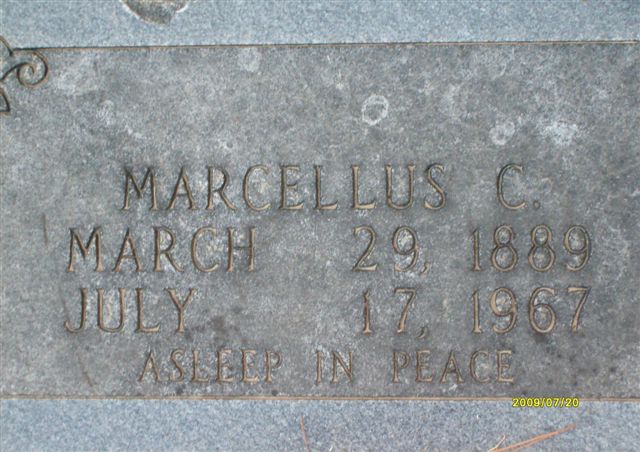 MARCELLUS C.
MARCH 29, 1889
JULY 17, 1967
ASLEEP IN PEACE
2009/07/20